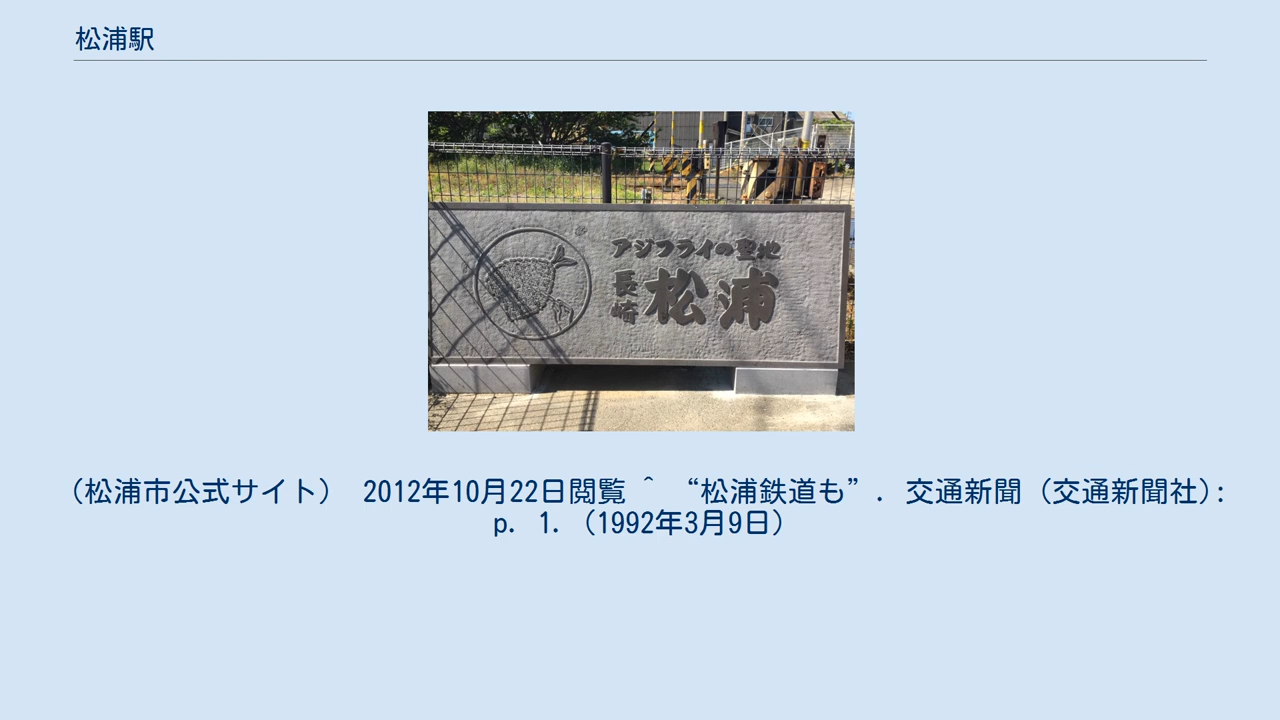 松浦駅
アジフライの聖地
長崎 松浦
(松浦市公式サイト) 2012年10月22日閲覧 ^ “松浦鉄道も”. 交通新聞 (交通新聞社):
p. 1. (1992年3月9日)